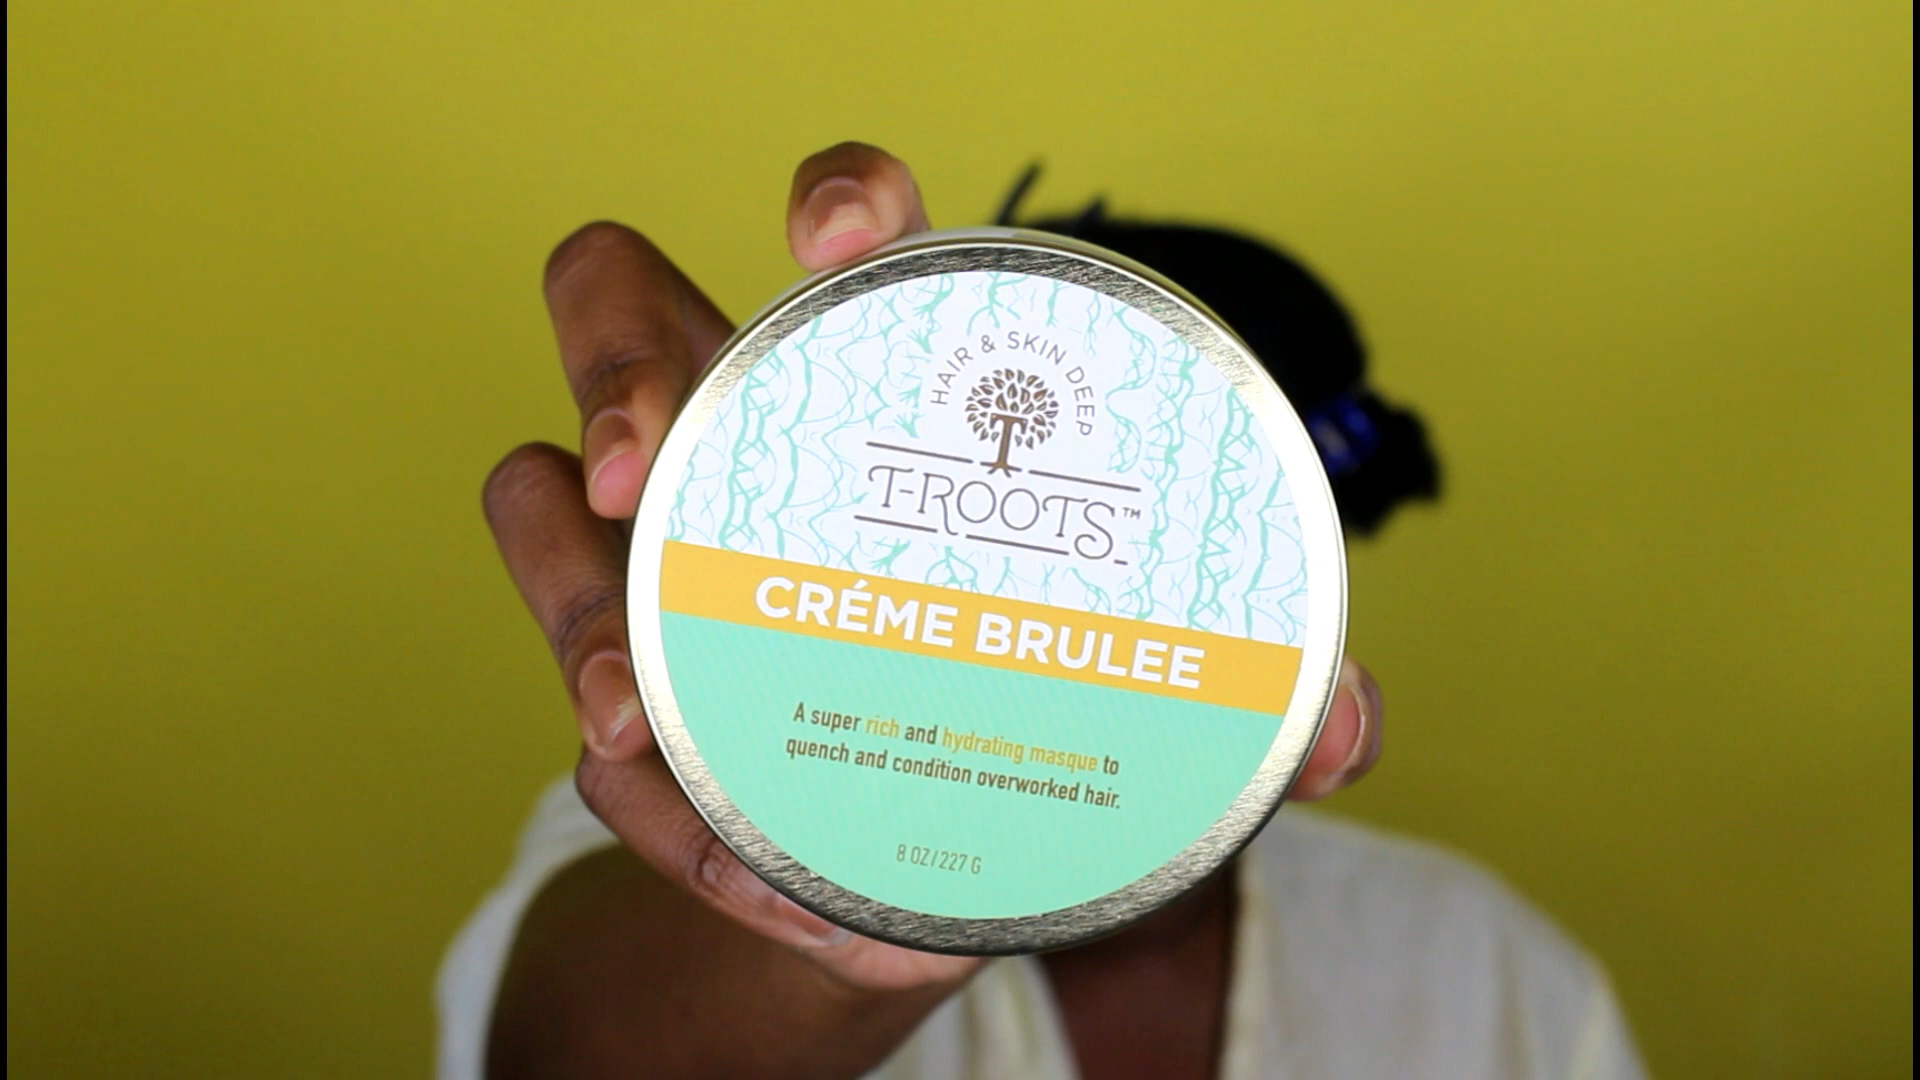 HAIR & SKIN DEEP
T
T-ROOTS™
CRÉME BRULEE
A super rich and hydrating masque to
quench and condition overworked hair.
8 OZ/227 G